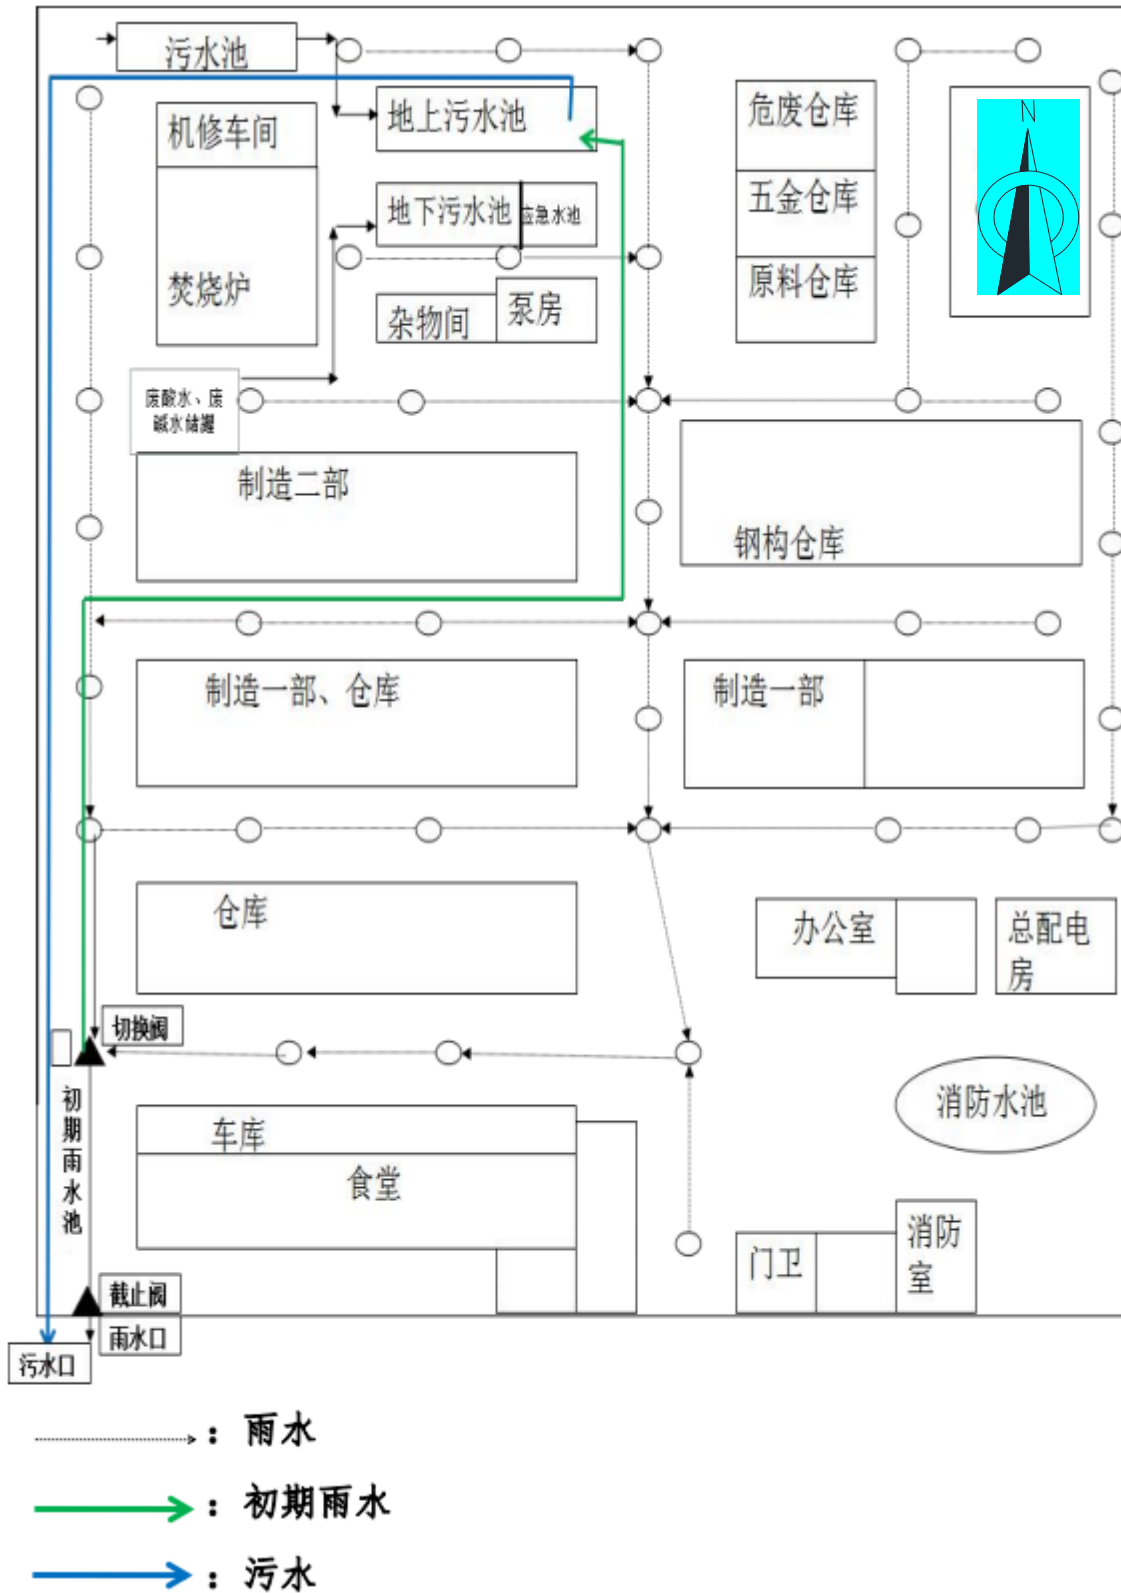 污水池
N
机修车间
地上污水池
危废仓库
地下污水池
应急水池
五金仓库
焚烧炉
杂物间
泵房
原料仓库
废酸水、废
碱水储罐
制造二部
钢构仓库
制造一部、仓库
制造一部
仓库
办公室
总配电
房
切换阀
初期雨水池
车库
食堂
消防水池
门卫
消防
室
截止阀
雨水口
污水口
：雨水
：初期雨水
：污水